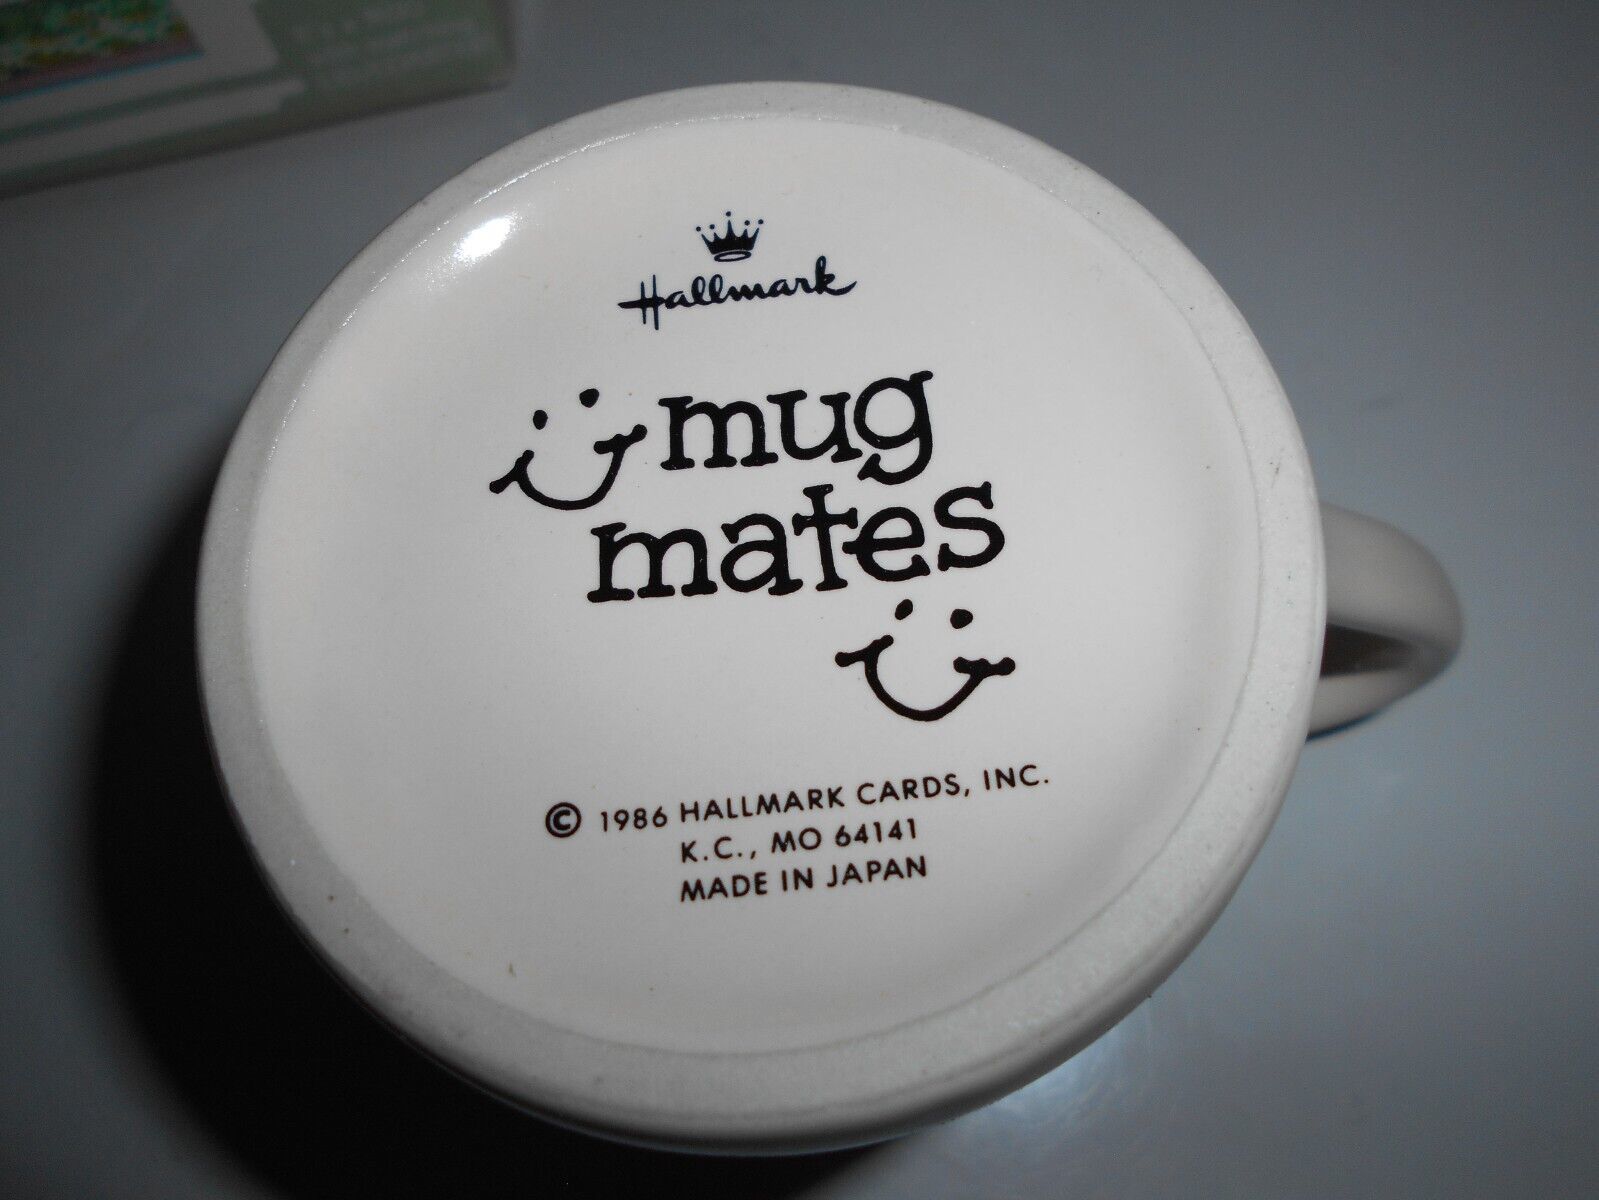 Hallmark
mug
mates
© 1986 HALLMARK CARDS, INC.
K.C., MO 64141
MADE IN JAPAN